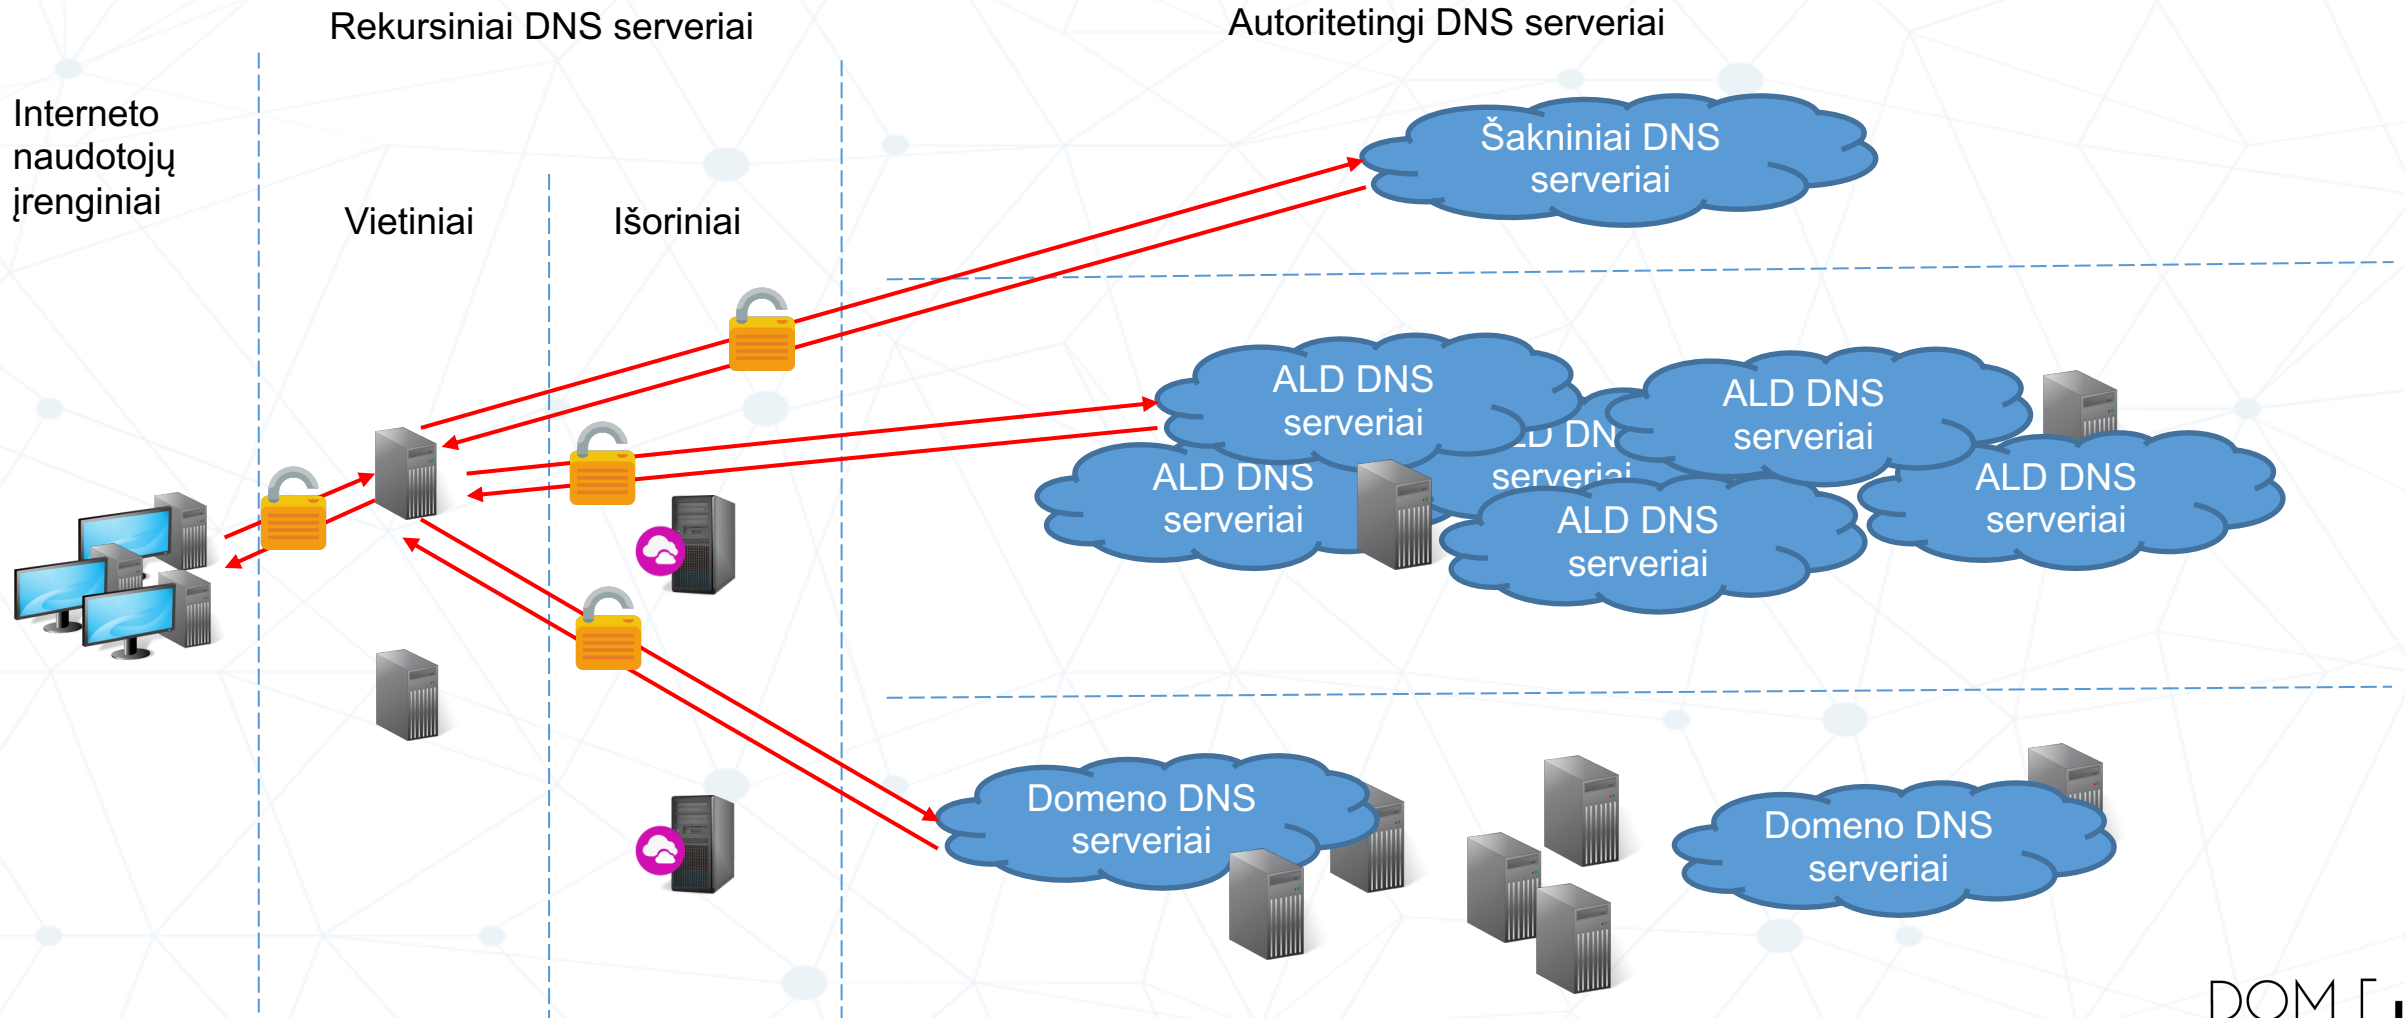 Rekursiniai DNS serveriai
Autoritetingi DNS serveriai
Interneto
naudotojų
įrenginiai
Vietiniai
Išoriniai
Šakniniai DNS
serveriai
ALD DNS
serveriai
ALD DNS
serveriai
ALD DNS
serveriai
serveriai
ALD DNS
serveriai
ALD DNS
serveriai
Domeno DNS
serveriai
Domeno DNS
serveriai